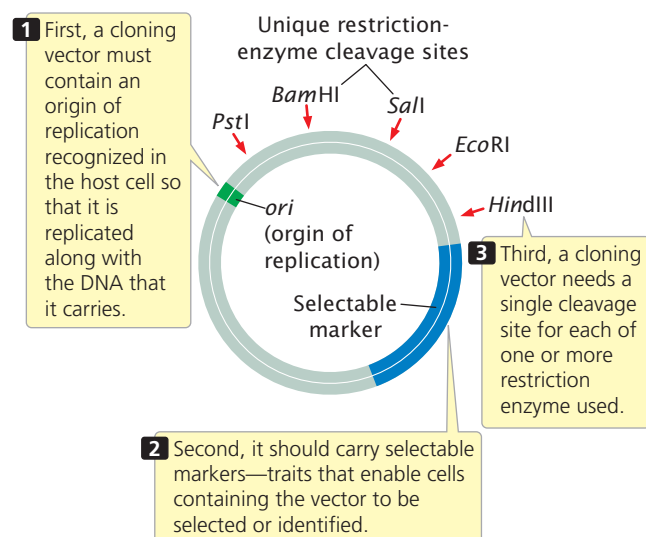 1 First, a cloning
vector must
contain an
origin of
replication
recognized in
the host cell so
that it is
replicated
along with
the DNA that
it carries.
Unique restriction-
enzyme cleavage sites
PstI
BamHI
SalI
EcoRI
HindIII
ori
(orgin of
replication)
Selectable
marker
3 Third, a cloning
vector needs a
single cleavage
site for each of
one or more
restriction
enzyme used.
2 Second, it should carry selectable
markers—traits that enable cells
containing the vector to be
selected or identified.